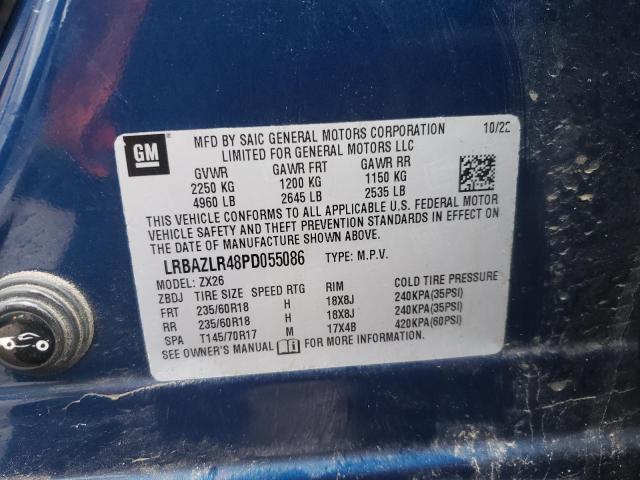 GM
MFD BY SAIC GENERAL MOTORS CORPORATION 10/22
LIMITED FOR GENERAL MOTORS LLC
GVWR GAWR FRT GAWR RR
2250 KG 1200 KG 1150 KG
4960 LB 2645 LB 2535 LB
THIS VEHICLE CONFORMS TO ALL APPLICABLE U.S. FEDERAL MOTOR
VEHICLE SAFETY AND THEFT PREVENTION STANDARDS IN EFFECT ON
THE DATE OF MANUFACTURE SHOWN ABOVE.
LRBAZLR48PD055086 TYPE: M.P.V.
MODEL: ZX26
ZBDJ TIRE SIZE SPEED RTG RIM COLD TIRE PRESSURE
FRT 235/60R18 H 18X8J 240KPA(35PSI)
RR 235/60R18 H 18X8J 240KPA(35PSI)
SPA T145/70R17 M 17X4B 420KPA(60PSI)
SEE OWNER'S MANUAL FOR MORE INFORMATION.